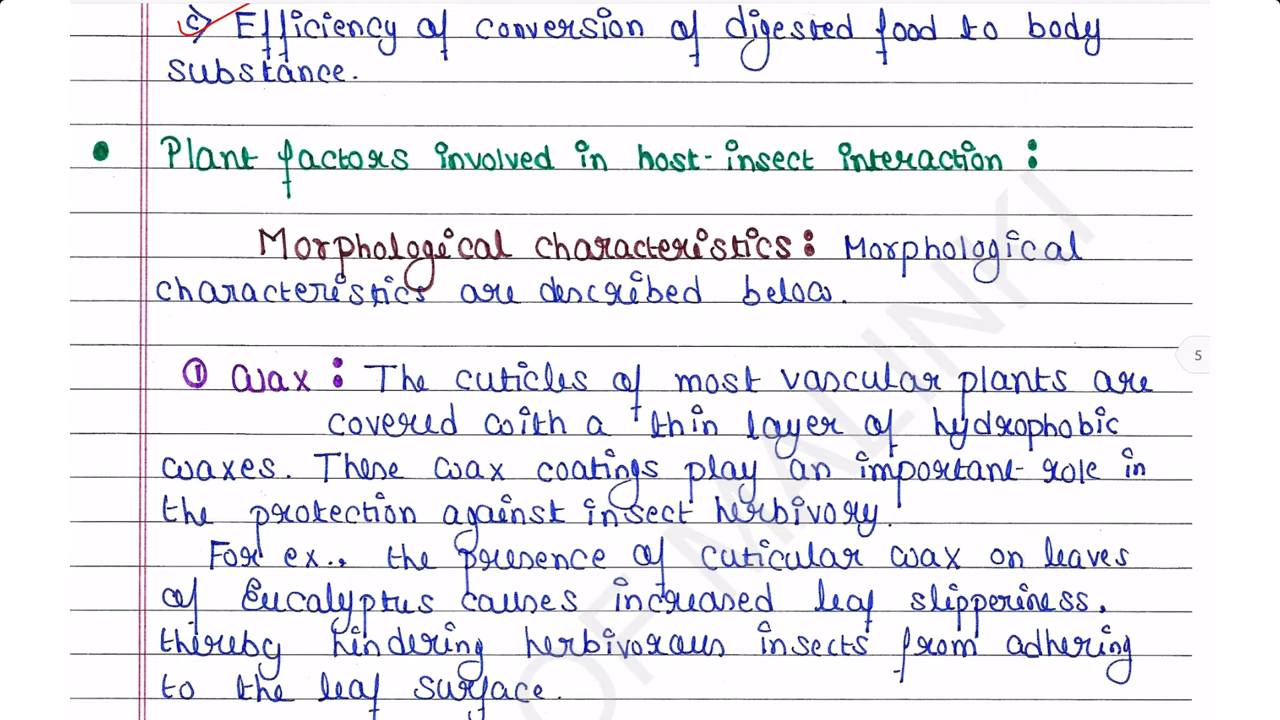 c) Efficiency of conversion of digested food to body
substance.
• Plant factors involved in host-insect interaction :
Morphological characteristics : Morphological
characteristics are described below.
① Wax : The cuticles of most vascular plants are
covered with a thin layer of hydrophobic
waxes. These wax coatings play an important role in
the protection against insect herbivory.
For ex., the presence of cuticular wax on leaves
of Eucalyptus causes increased leaf slipperiness,
thereby hindering herbivorous insects from adhering
to the leaf surface.
5
OF MALINKI